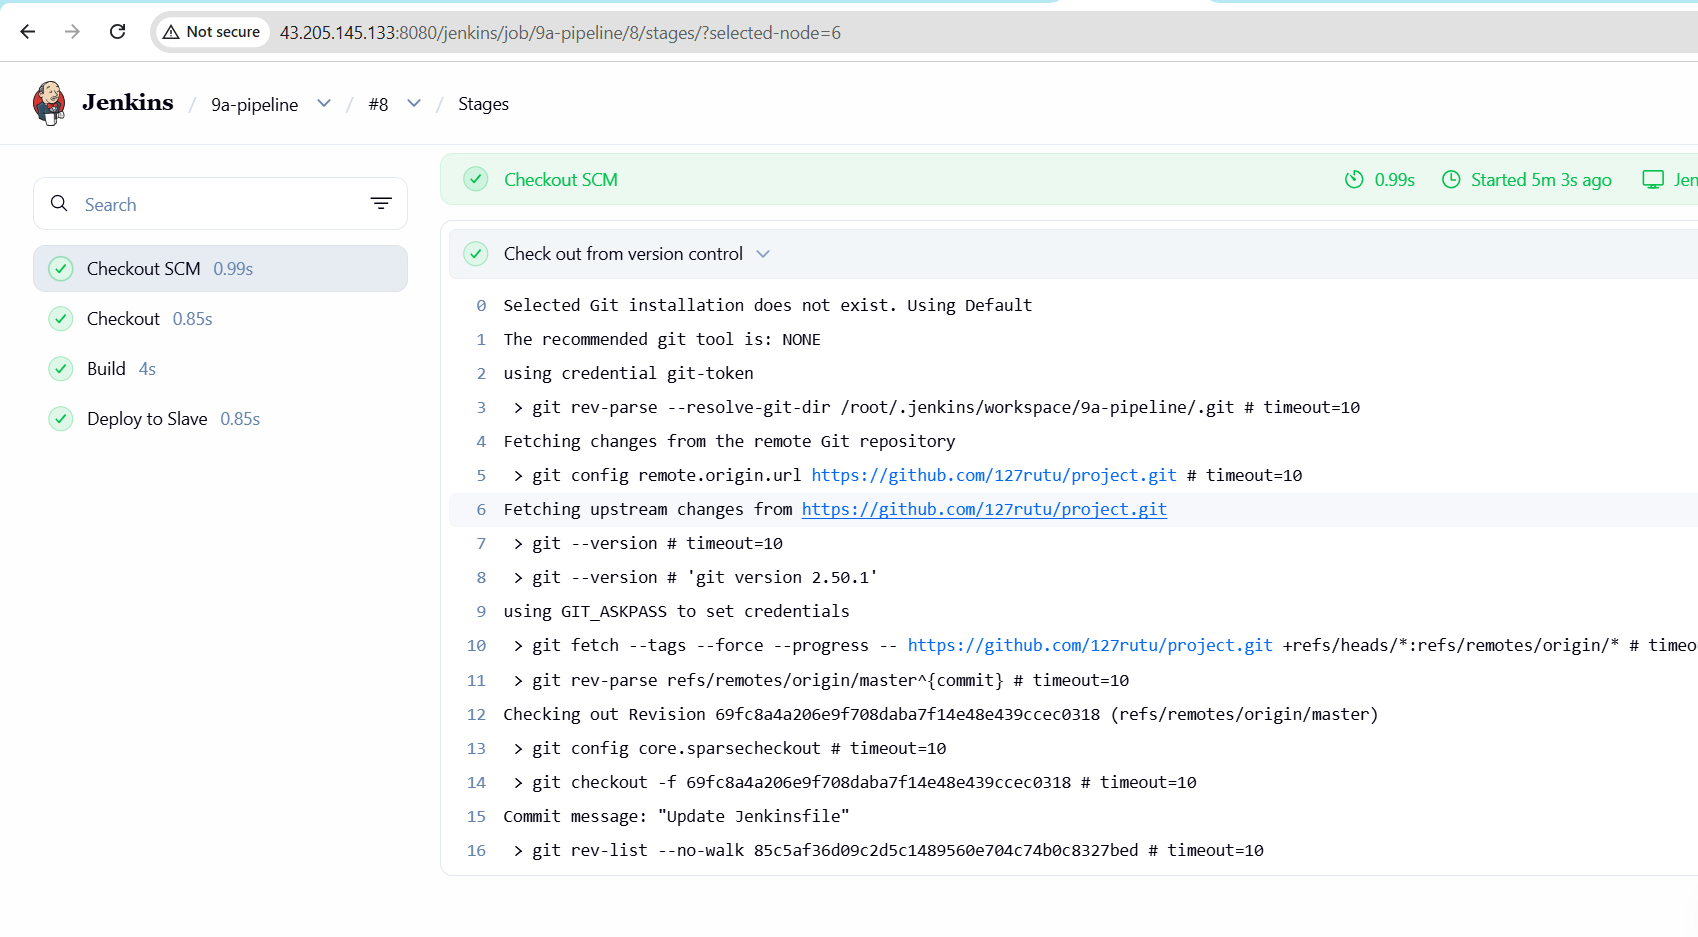 Not secure 43.205.145.133:8080/jenkins/job/9a-pipeline/8/stages/?selected-node=6
Jenkins / 9a-pipeline / #8 / Stages
Search
Checkout SCM 0.99s
Checkout 0.85s
Build 4s
Deploy to Slave 0.85s
Checkout SCM 0.99s Started 5m 3s ago Jen
Check out from version control
0 Selected Git installation does not exist. Using Default
1 The recommended git tool is: NONE
2 using credential git-token
3 > git rev-parse --resolve-git-dir /root/.jenkins/workspace/9a-pipeline/.git # timeout=10
4 Fetching changes from the remote Git repository
5 > git config remote.origin.url https://github.com/127rutu/project.git # timeout=10
6 Fetching upstream changes from https://github.com/127rutu/project.git
7 > git --version # timeout=10
8 > git --version # 'git version 2.50.1'
9 using GIT_ASKPASS to set credentials
10 > git fetch --tags --force --progress -- https://github.com/127rutu/project.git +refs/heads/*:refs/remotes/origin/* # timeo
11 > git rev-parse refs/remotes/origin/master^{commit} # timeout=10
12 Checking out Revision 69fc8a4a206e9f708daba7f14e48e439ccec0318 (refs/remotes/origin/master)
13 > git config core.sparsecheckout # timeout=10
14 > git checkout -f 69fc8a4a206e9f708daba7f14e48e439ccec0318 # timeout=10
15 Commit message: "Update Jenkinsfile"
16 > git rev-list --no-walk 85c5af36d09c2d5c1489560e704c74b0c8327bed # timeout=10